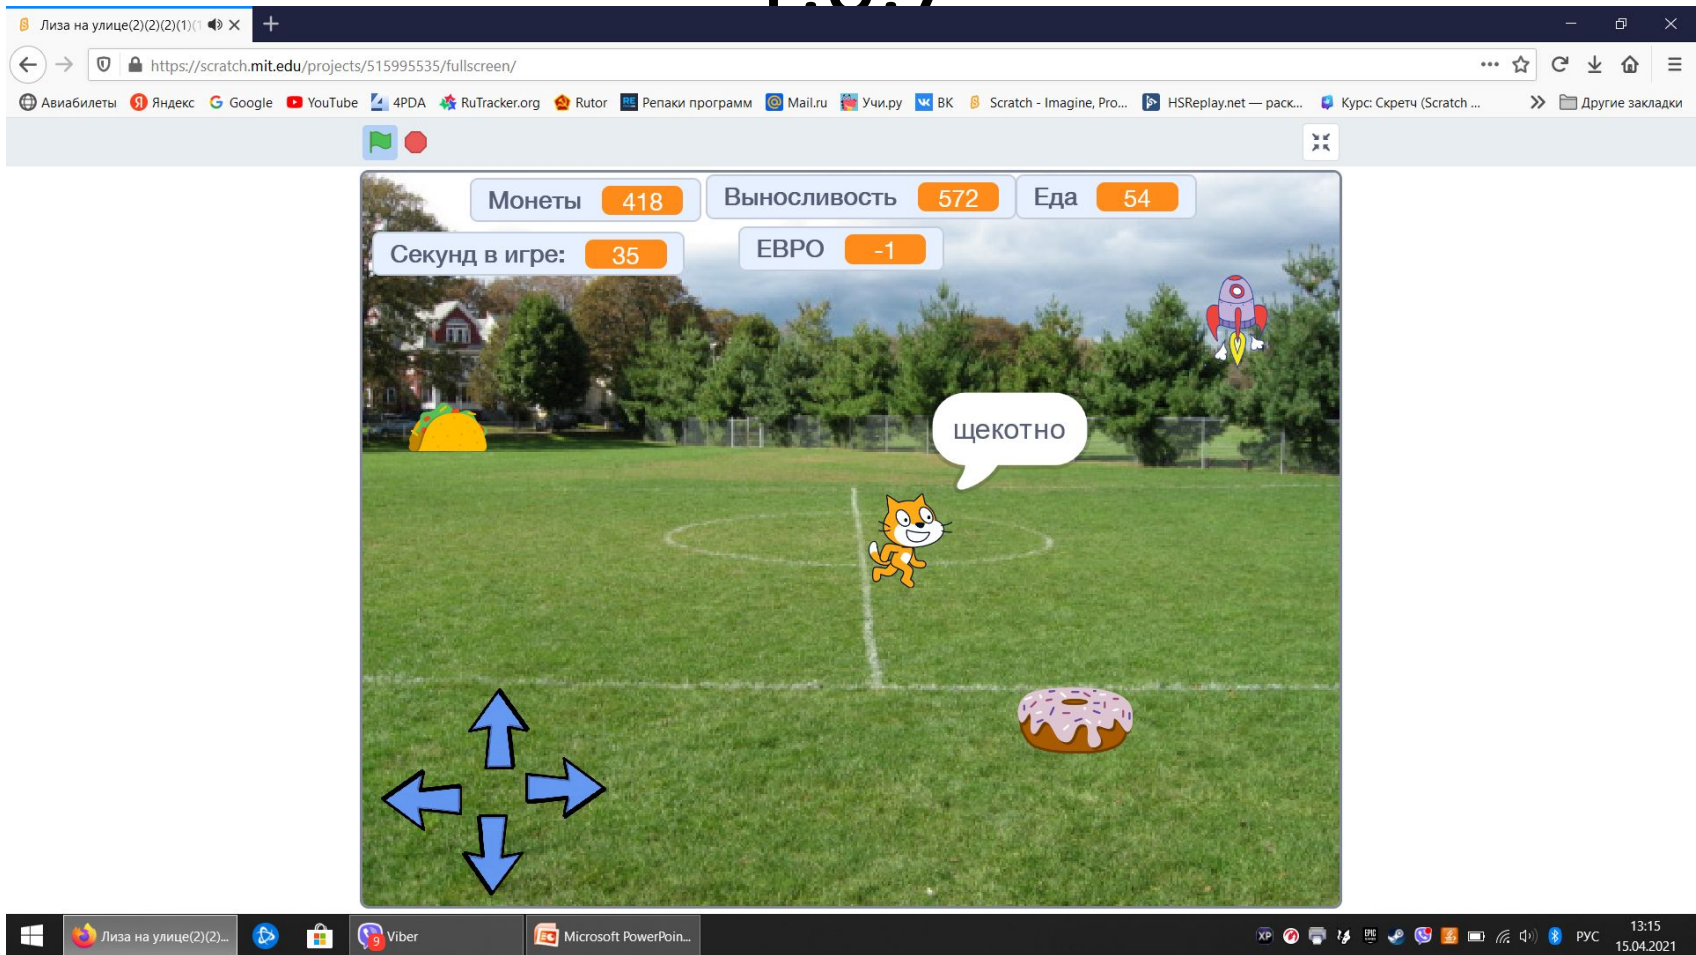 Лиза на улице(2)(2)(2)(1)(1
https://scratch.mit.edu/projects/515995535/fullscreen/
Авиабилеты Яндекс Google YouTube 4PDA RuTracker.org Rutor Репаки программ Mail.ru Учи.ру ВК Scratch - Imagine, Pro... HSReplay.net — раск... Курс: Скретч (Scratch ... Другие закладки
Монеты 418 Выносливость 572 Еда 54
Секунд в игре: 35 ЕВРО -1
щекотно
Лиза на улице(2)(2)... Viber Microsoft PowerPoin... РУС 13:15
15.04.2021